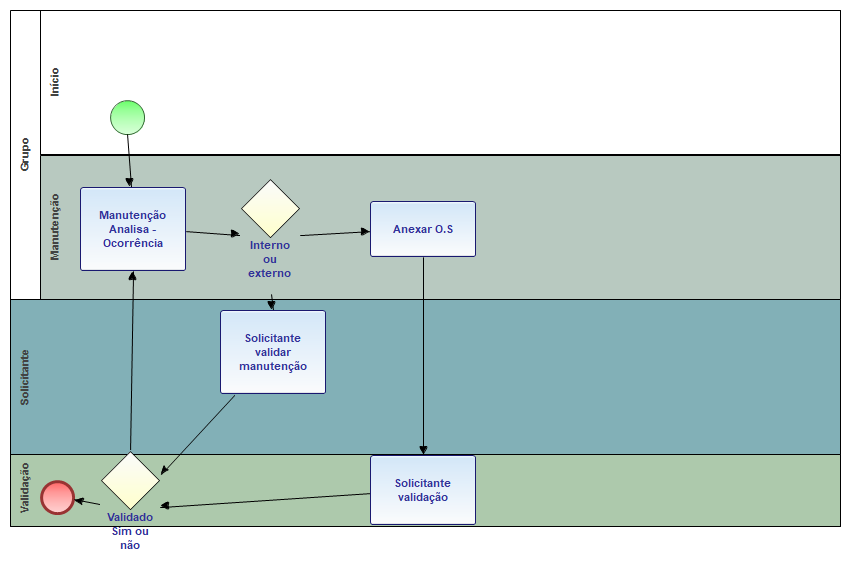 Grupo
Início
Manutenção
Manutenção
Analisa -
Ocorrência
Interno
ou
externo
Anexar O.S
Solicitante
Solicitante
validar
manutenção
Validação
Validado
Sim ou
não
Solicitante
validação